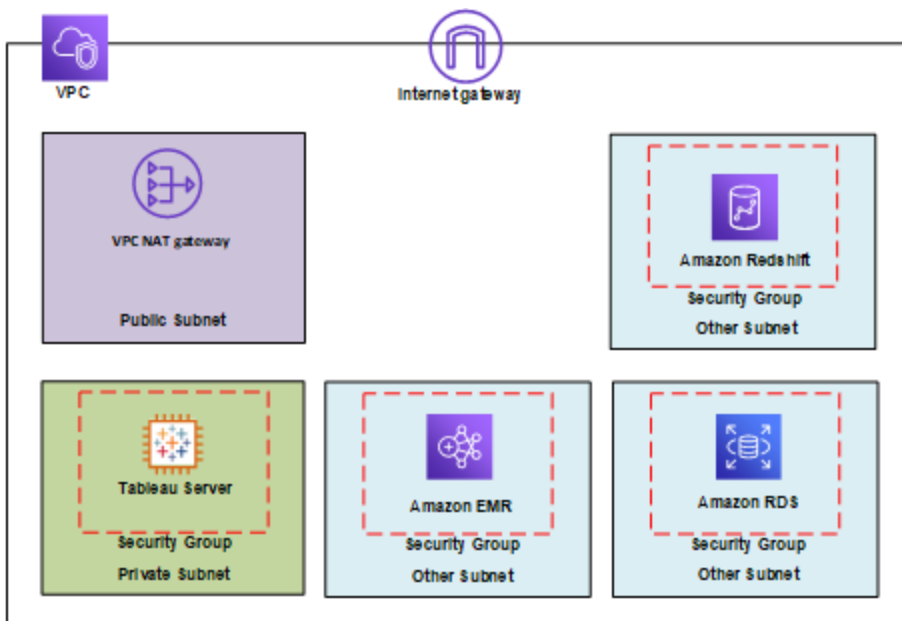 VPC
Internet gateway
VPC NAT gateway
Public Subnet
Amazon Redshift
Security Group
Other Subnet
Tableau Server
Security Group
Private Subnet
Amazon EMR
Security Group
Other Subnet
Amazon RDS
Security Group
Other Subnet